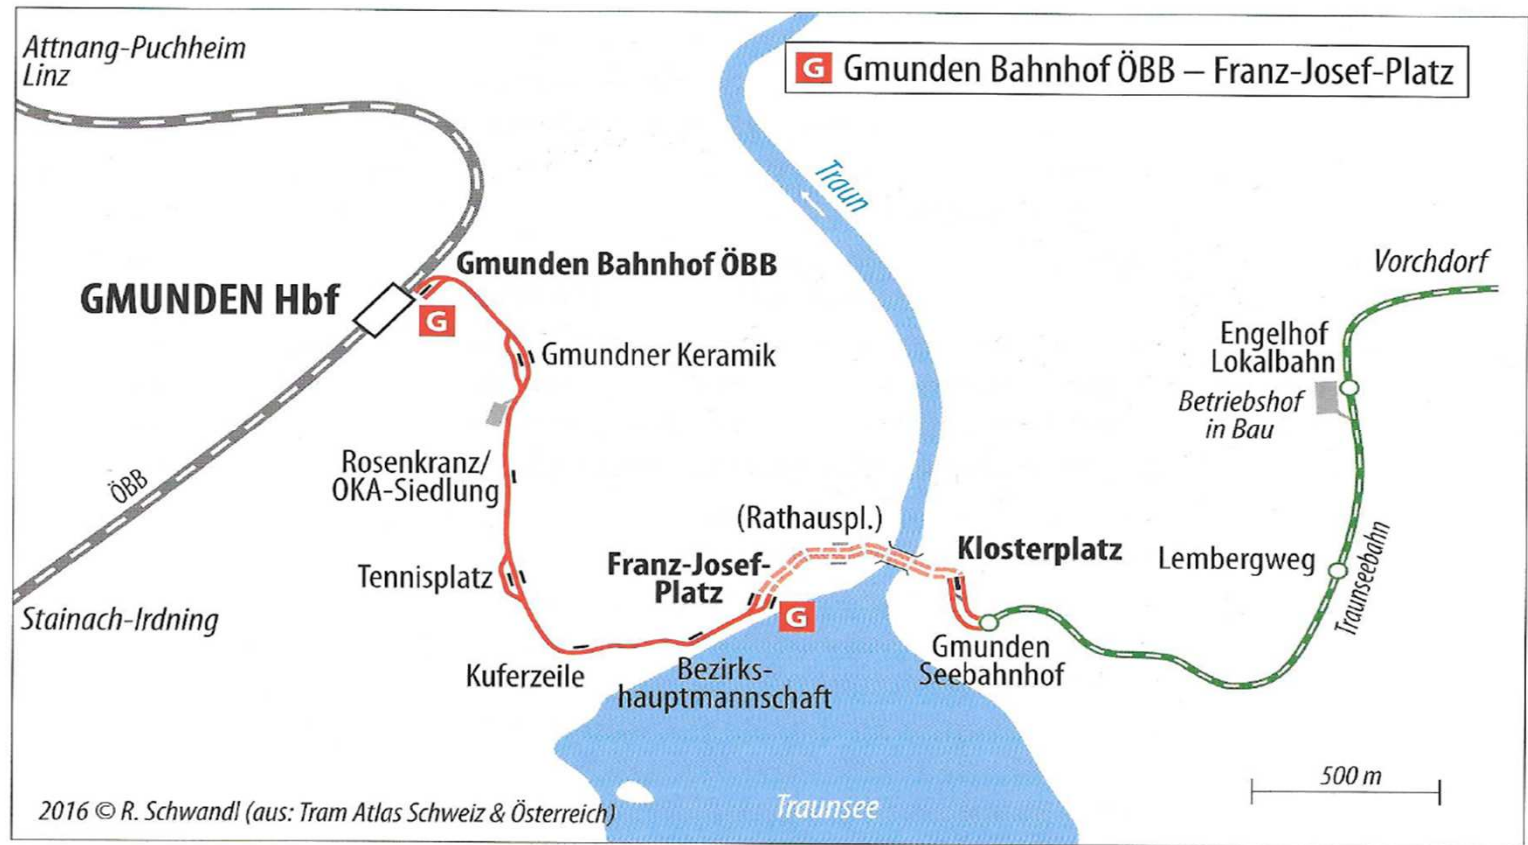 Attnang-Puchheim
Linz
G Gmunden Bahnhof ÖBB – Franz-Josef-Platz
Traun
Gmunden Bahnhof ÖBB
GMUNDEN Hbf
G
Vorchdorf
Gmundner Keramik
Engelhof
Lokalbahn
Betriebshof
in Bau
Rosenkranz/
OKA-Siedlung
ÖBB
(Rathauspl.)
Klosterplatz
Franz-Josef-
Platz
Lembergweg
Traunseebahn
Tennisplatz
G
Stainach-Irdning
Gmunden
Seebahnhof
Kuferzeile
Bezirks-
hauptmannschaft
500 m
2016 © R. Schwandl (aus: Tram Atlas Schweiz & Österreich)
Traunsee